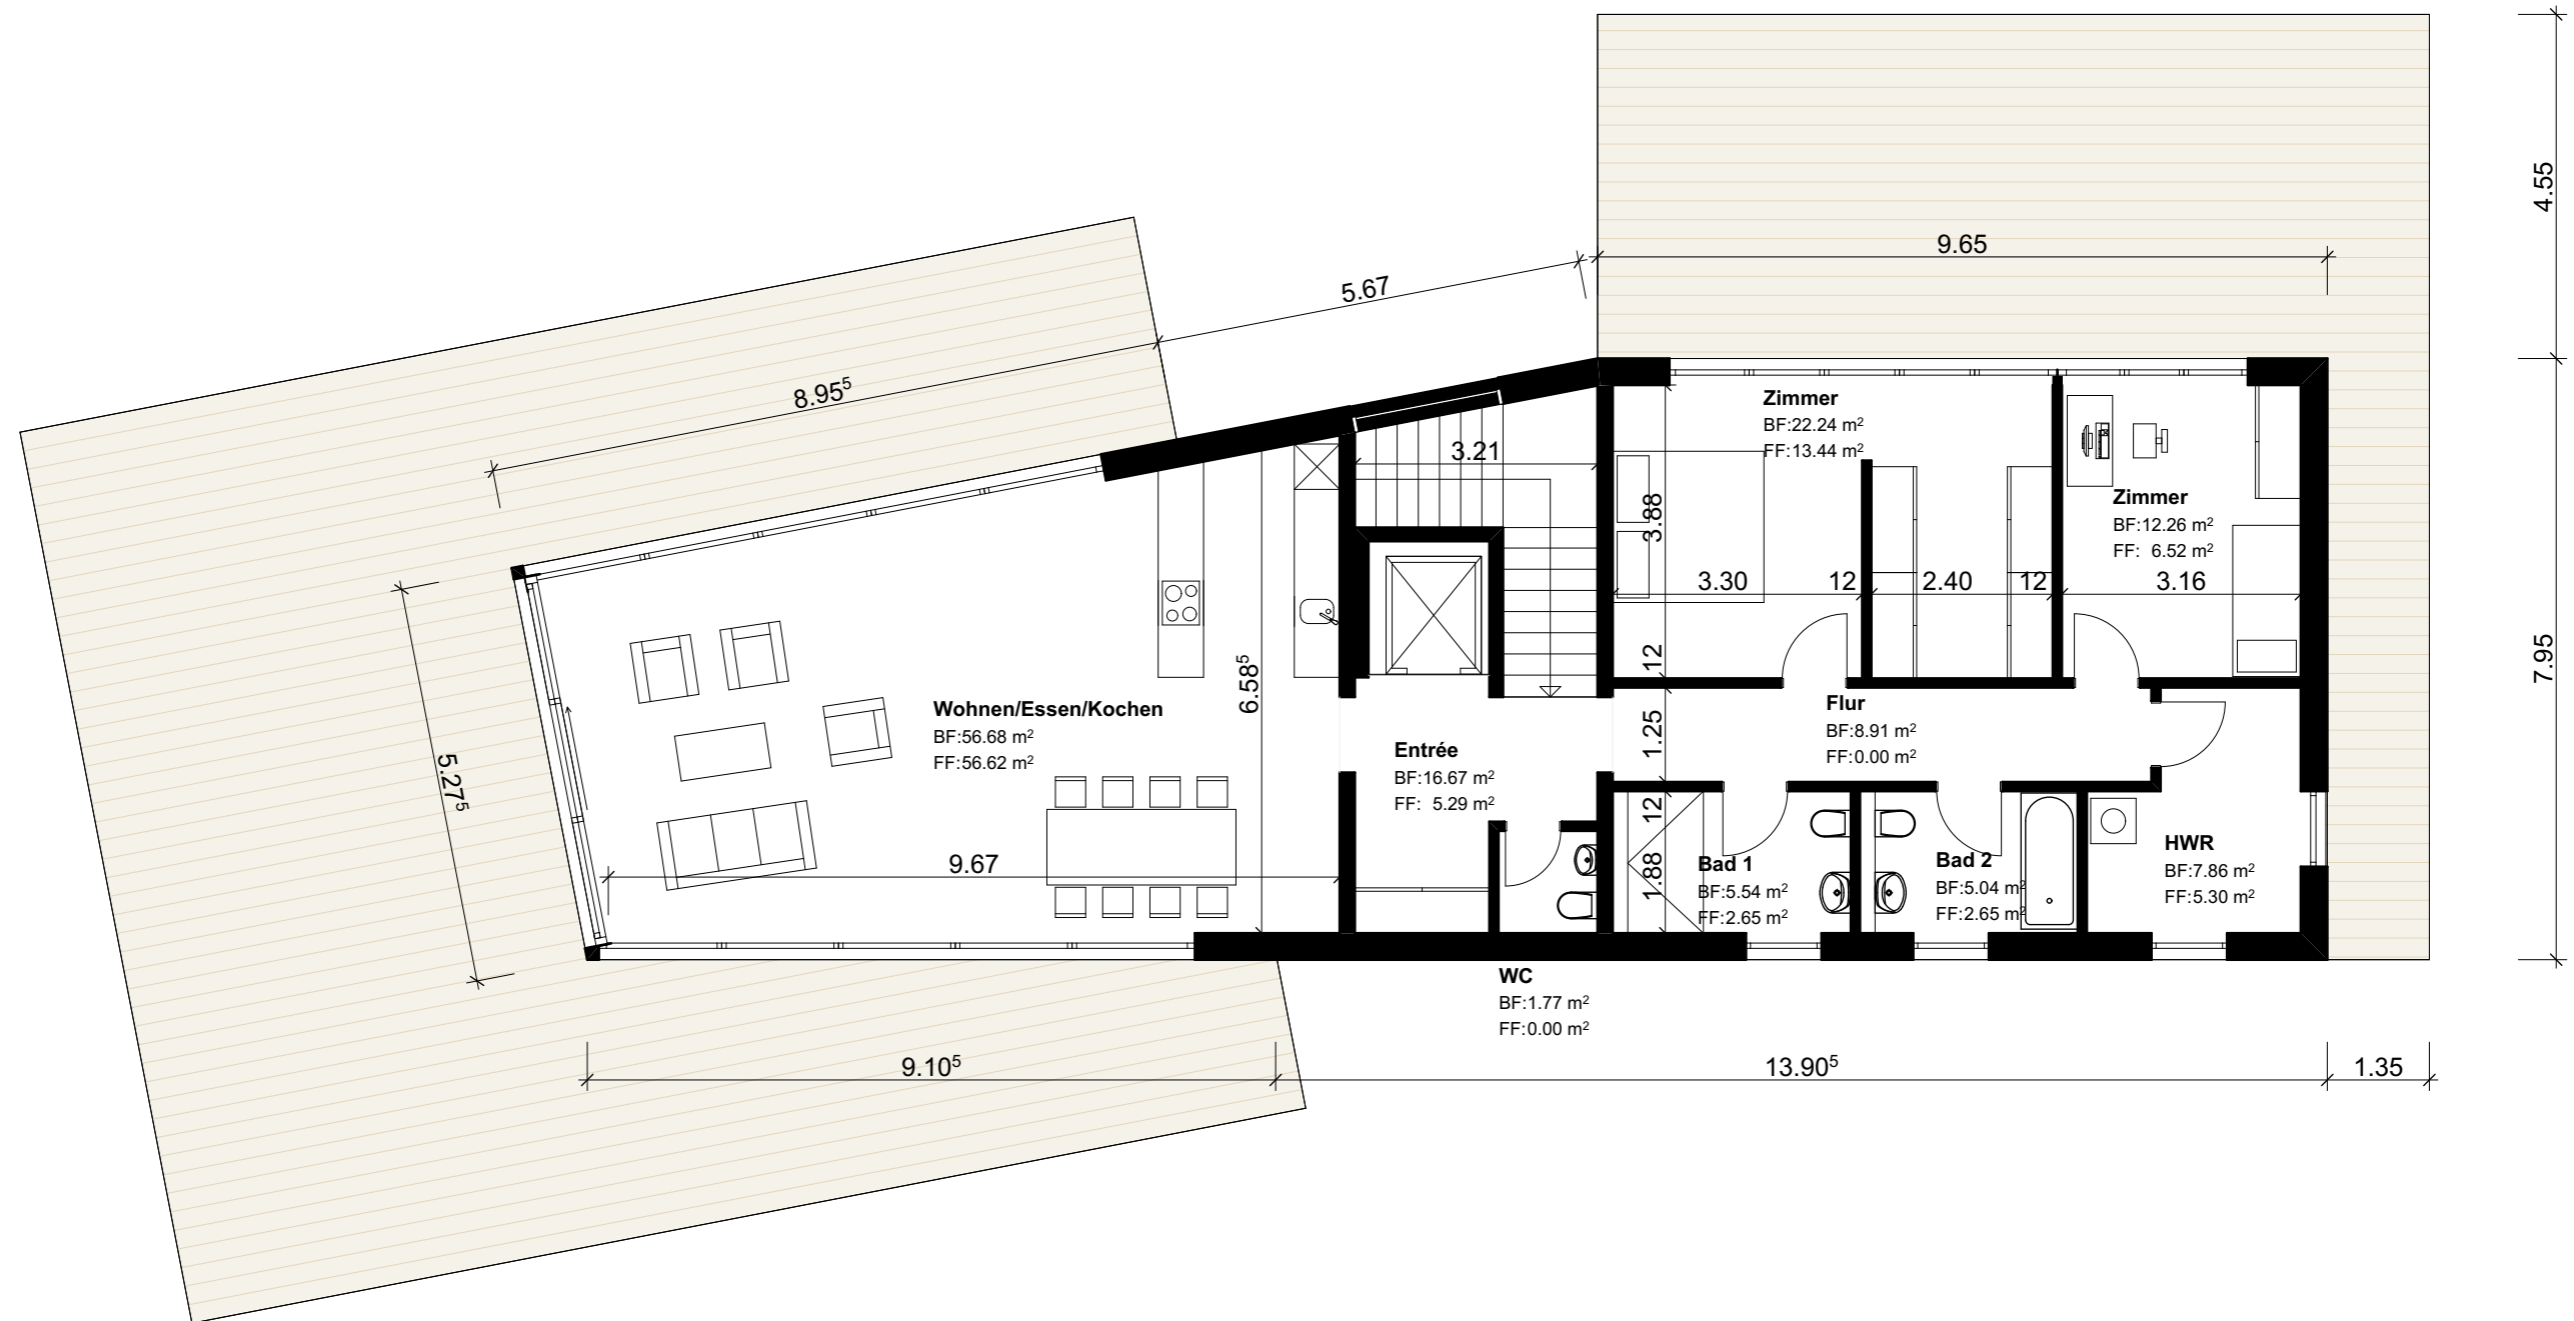 4.55
9.65
5.67
8.95⁵
Zimmer
BF:22.24 m²
FF:13.44 m²
3.21
3.88
Zimmer
BF:12.26 m²
FF: 6.52 m²
3.30
12
2.40
12
3.16
7.95
12
6.58⁵
Wohnen/Essen/Kochen
BF:56.68 m²
FF:56.62 m²
5.27⁵
Entrée
BF:16.67 m²
FF: 5.29 m²
1.25
Flur
BF:8.91 m²
FF:0.00 m²
12
9.67
1.88
Bad 1
BF:5.54 m²
FF:2.65 m²
Bad 2
BF:5.04 m²
FF:2.65 m²
HWR
BF:7.86 m²
FF:5.30 m²
WC
BF:1.77 m²
FF:0.00 m²
9.10⁵
13.90⁵
1.35